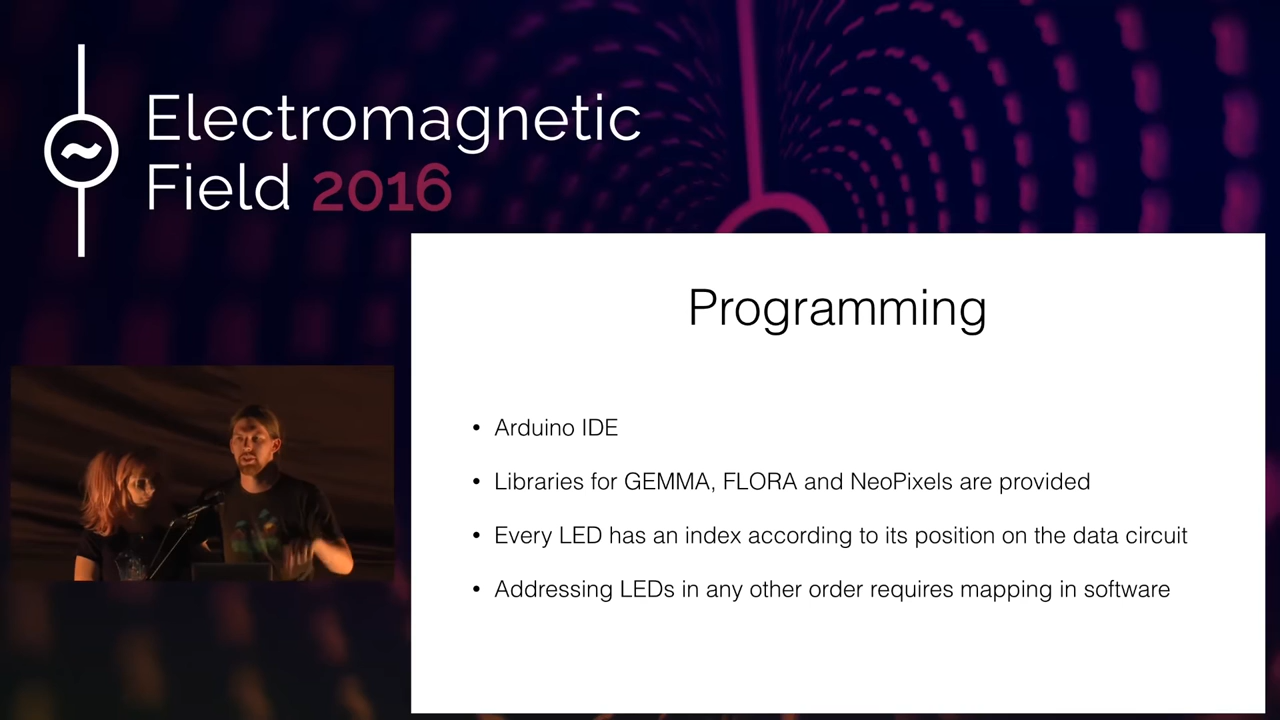 Electromagnetic
Field 2016
Programming
• Arduino IDE
• Libraries for GEMMA, FLORA and NeoPixels are provided
• Every LED has an index according to its position on the data circuit
• Addressing LEDs in any other order requires mapping in software